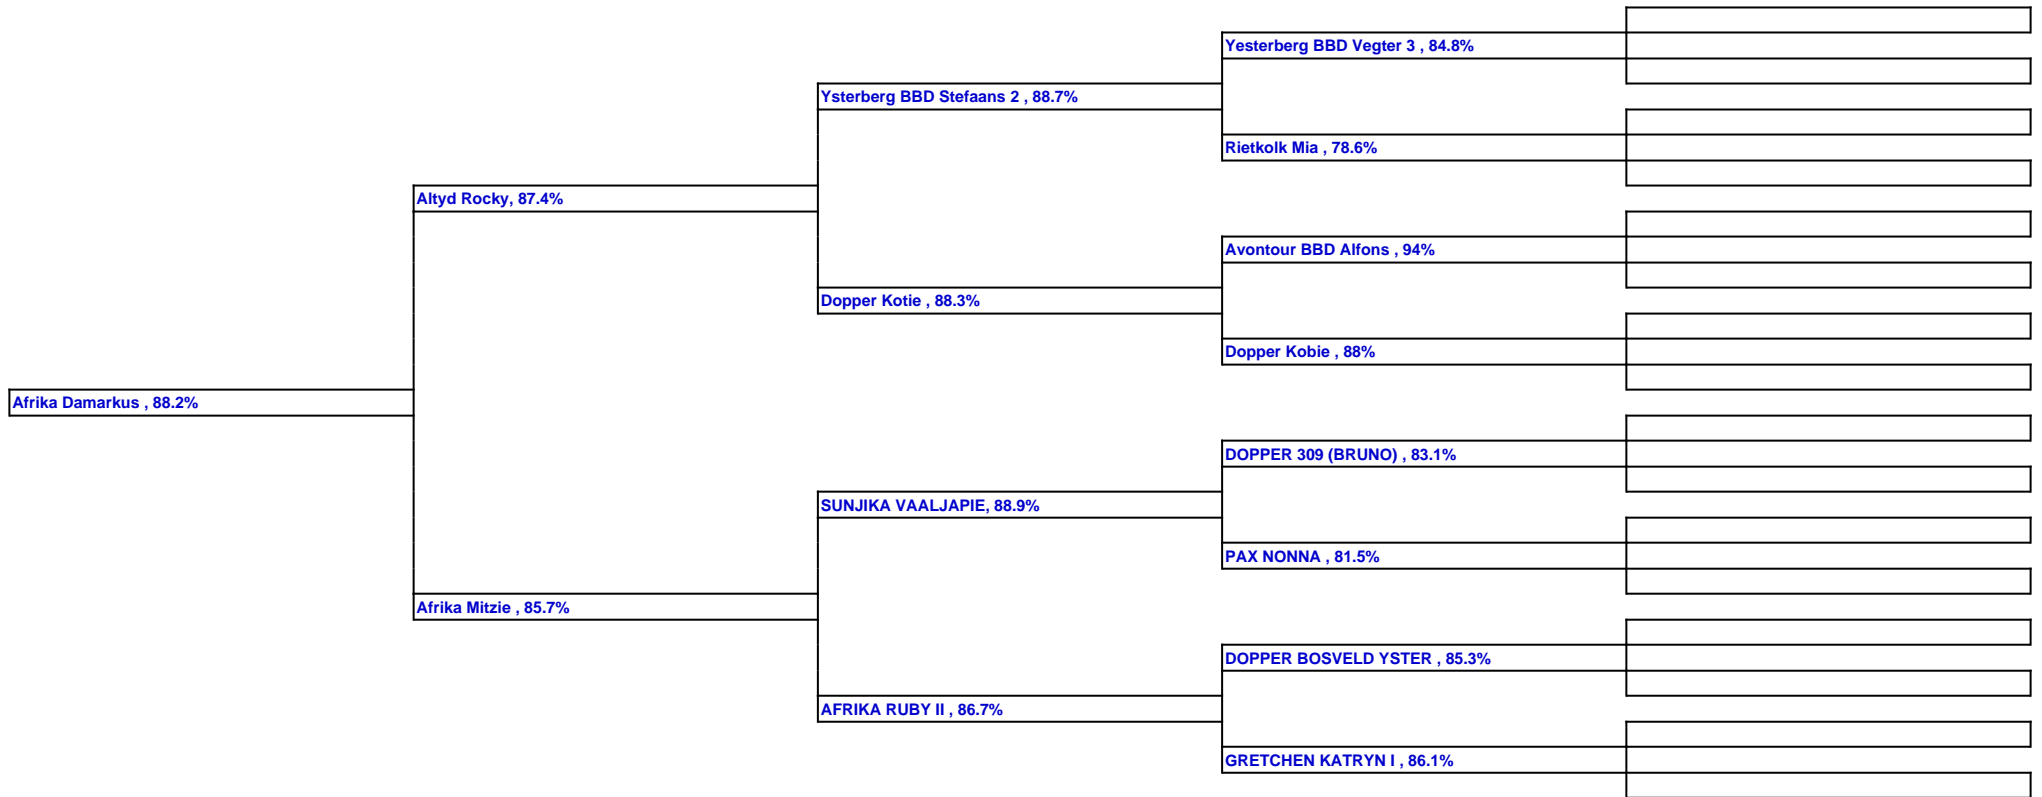 Yesterberg BBD Vegter 3 , 84.8%
Ysterberg BBD Stefaans 2 , 88.7%
Rietkolk Mia , 78.6%
Altyd Rocky, 87.4%
Avontour BBD Alfons , 94%
Dopper Kotie , 88.3%
Dopper Kobie , 88%
Afrika Damarkus , 88.2%
DOPPER 309 (BRUNO) , 83.1%
SUNJIKA VAALJAPIE, 88.9%
PAX NONNA , 81.5%
Afrika Mitzie , 85.7%
DOPPER BOSVELD YSTER , 85.3%
AFRIKA RUBY II , 86.7%
GRETCHEN KATRYN I , 86.1%